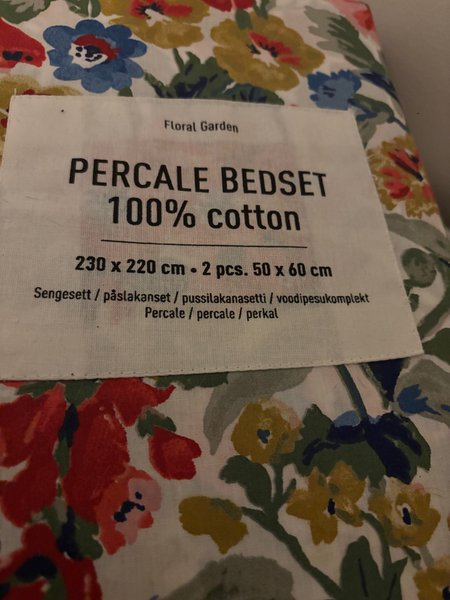 Floral Garden
PERCALE BEDSET
100% cotton
230 x 220 cm • 2 pcs. 50 x 60 cm
Sengesett / påslakanset / pussilakanasetti / voodipesukomplekt
Percale / percale / perkal